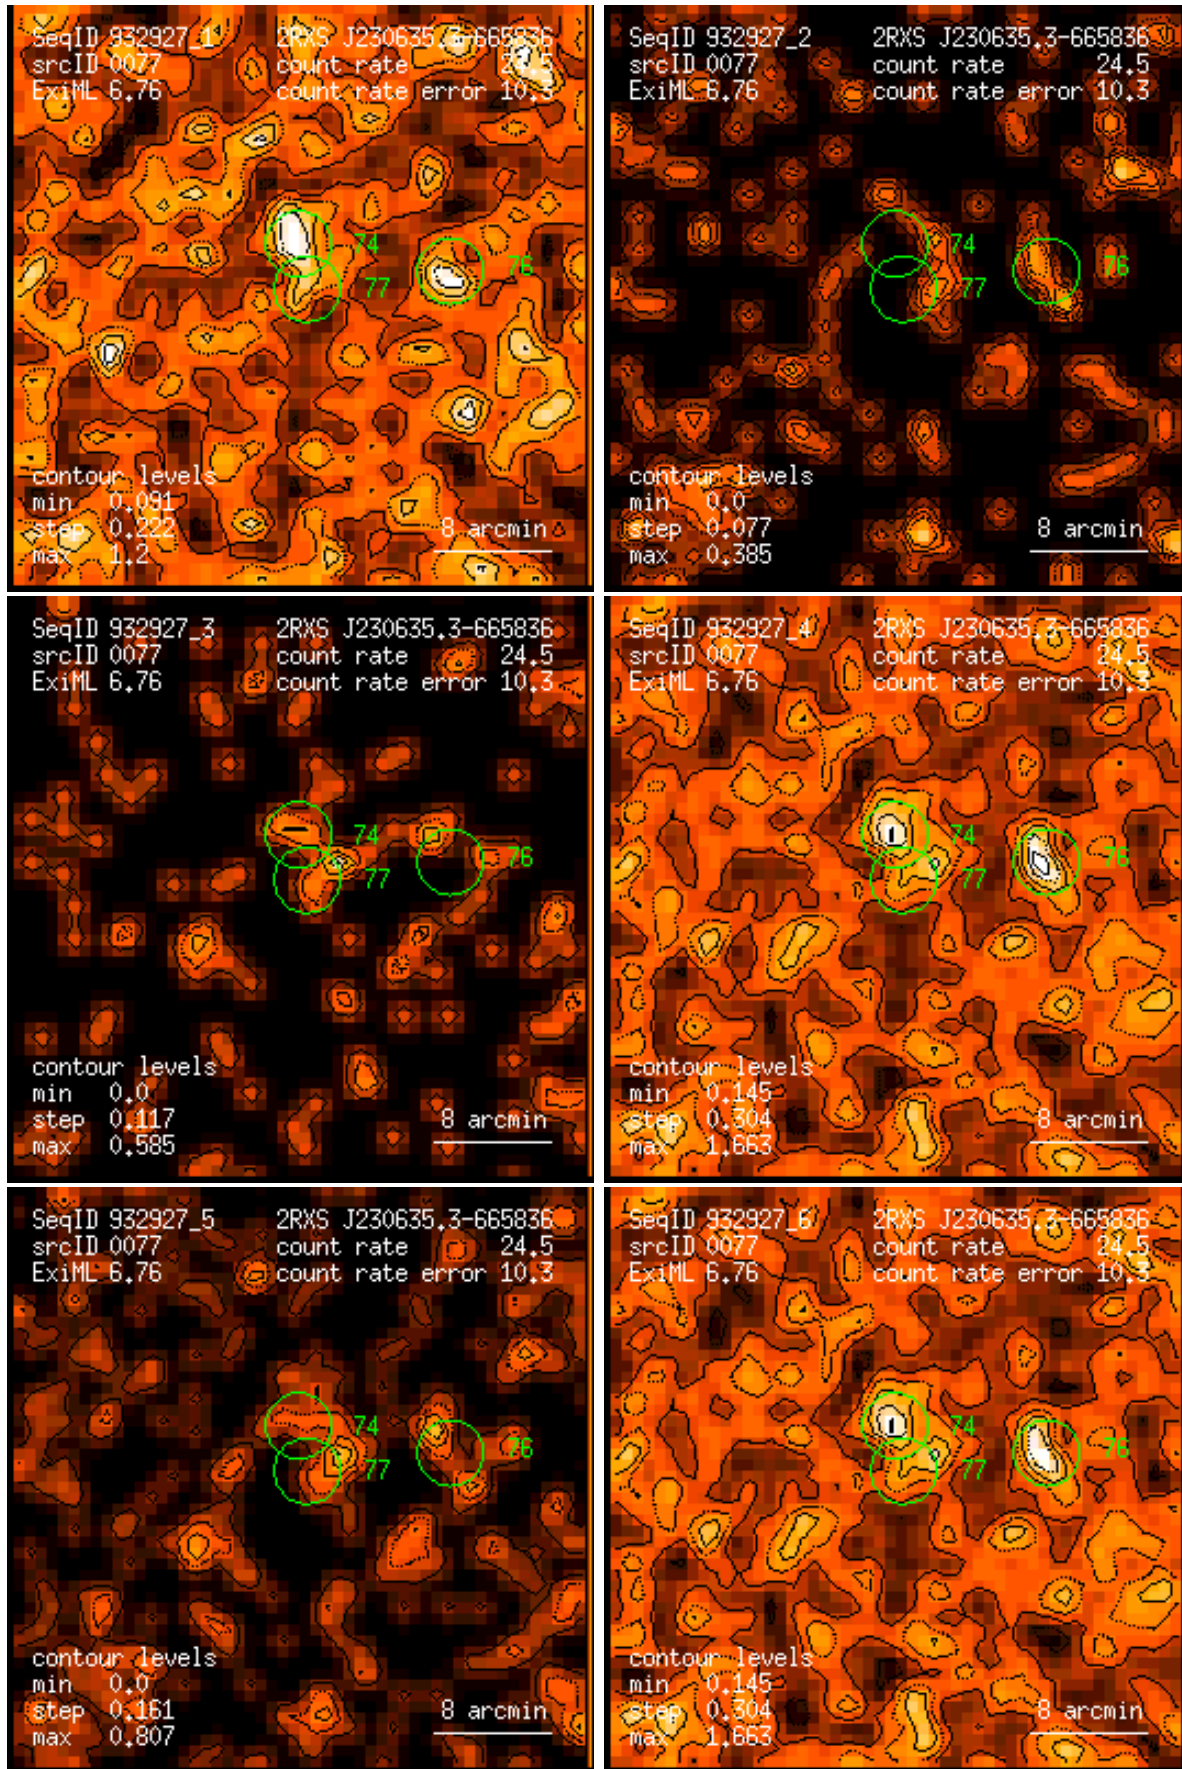 SeqID 932927_1 2RXS J230635.3-665836
srcID 0077 count rate 24.5
ExiML 6.76 count rate error 10.3
74
76
77
contour levels
min 0.091
step 0.222
max 1.2
8 arcmin
SeqID 932927_2 2RXS J230635.3-665836
srcID 0077 count rate 24.5
ExiML 6.76 count rate error 10.3
74
76
77
contour levels
min 0.0
step 0.077
max 0.385
8 arcmin
SeqID 932927_3 2RXS J230635.3-665836
srcID 0077 count rate 24.5
ExiML 6.76 count rate error 10.3
74
76
77
contour levels
min 0.0
step 0.117
max 0.585
8 arcmin
SeqID 932927_4 2RXS J230635.3-665836
srcID 0077 count rate 24.5
ExiML 6.76 count rate error 10.3
74
76
77
contour levels
min 0.145
step 0.304
max 1.663
8 arcmin
SeqID 932927_5 2RXS J230635.3-665836
srcID 0077 count rate 24.5
ExiML 6.76 count rate error 10.3
74
76
77
contour levels
min 0.0
step 0.161
max 0.807
8 arcmin
SeqID 932927_6 2RXS J230635.3-665836
srcID 0077 count rate 24.5
ExiML 6.76 count rate error 10.3
74
76
77
contour levels
min 0.145
step 0.304
max 1.663
8 arcmin